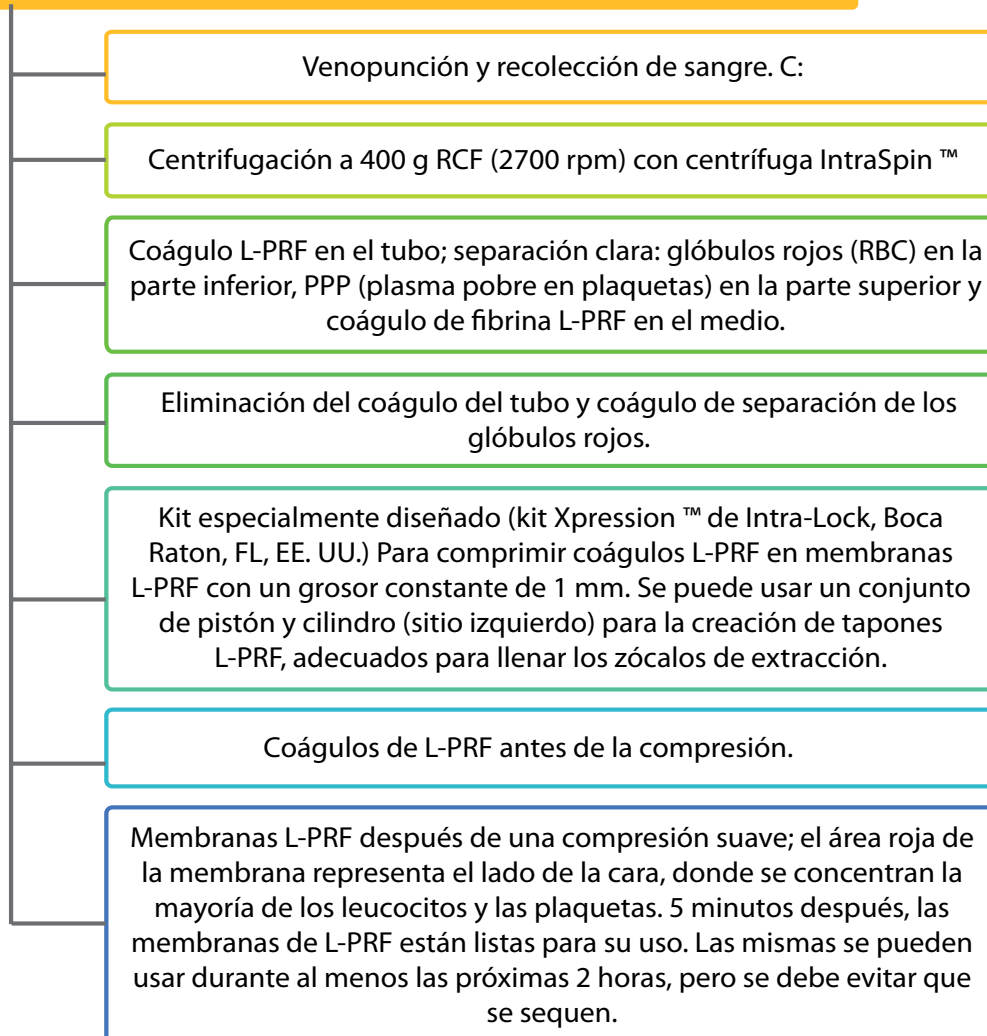 Venopunción y recolección de sangre. C:
Centrifugación a 400 g RCF (2700 rpm) con centrífuga IntraSpin ™
Coágulo L-PRF en el tubo; separación clara: glóbulos rojos (RBC) en la
parte inferior, PPP (plasma pobre en plaquetas) en la parte superior y
coágulo de fibrina L-PRF en el medio.
Eliminación del coágulo del tubo y coágulo de separación de los
glóbulos rojos.
Kit especialmente diseñado (kit Xpression ™ de Intra-Lock, Boca
Raton, FL, EE. UU.) Para comprimir coágulos L-PRF en membranas
L-PRF con un grosor constante de 1 mm. Se puede usar un conjunto
de pistón y cilindro (sitio izquierdo) para la creación de tapones
L-PRF, adecuados para llenar los zócalos de extracción.
Coágulos de L-PRF antes de la compresión.
Membranas L-PRF después de una compresión suave; el área roja de
la membrana representa el lado de la cara, donde se concentran la
mayoría de los leucocitos y las plaquetas. 5 minutos después, las
membranas de L-PRF están listas para su uso. Las mismas se pueden
usar durante al menos las próximas 2 horas, pero se debe evitar que
se sequen.